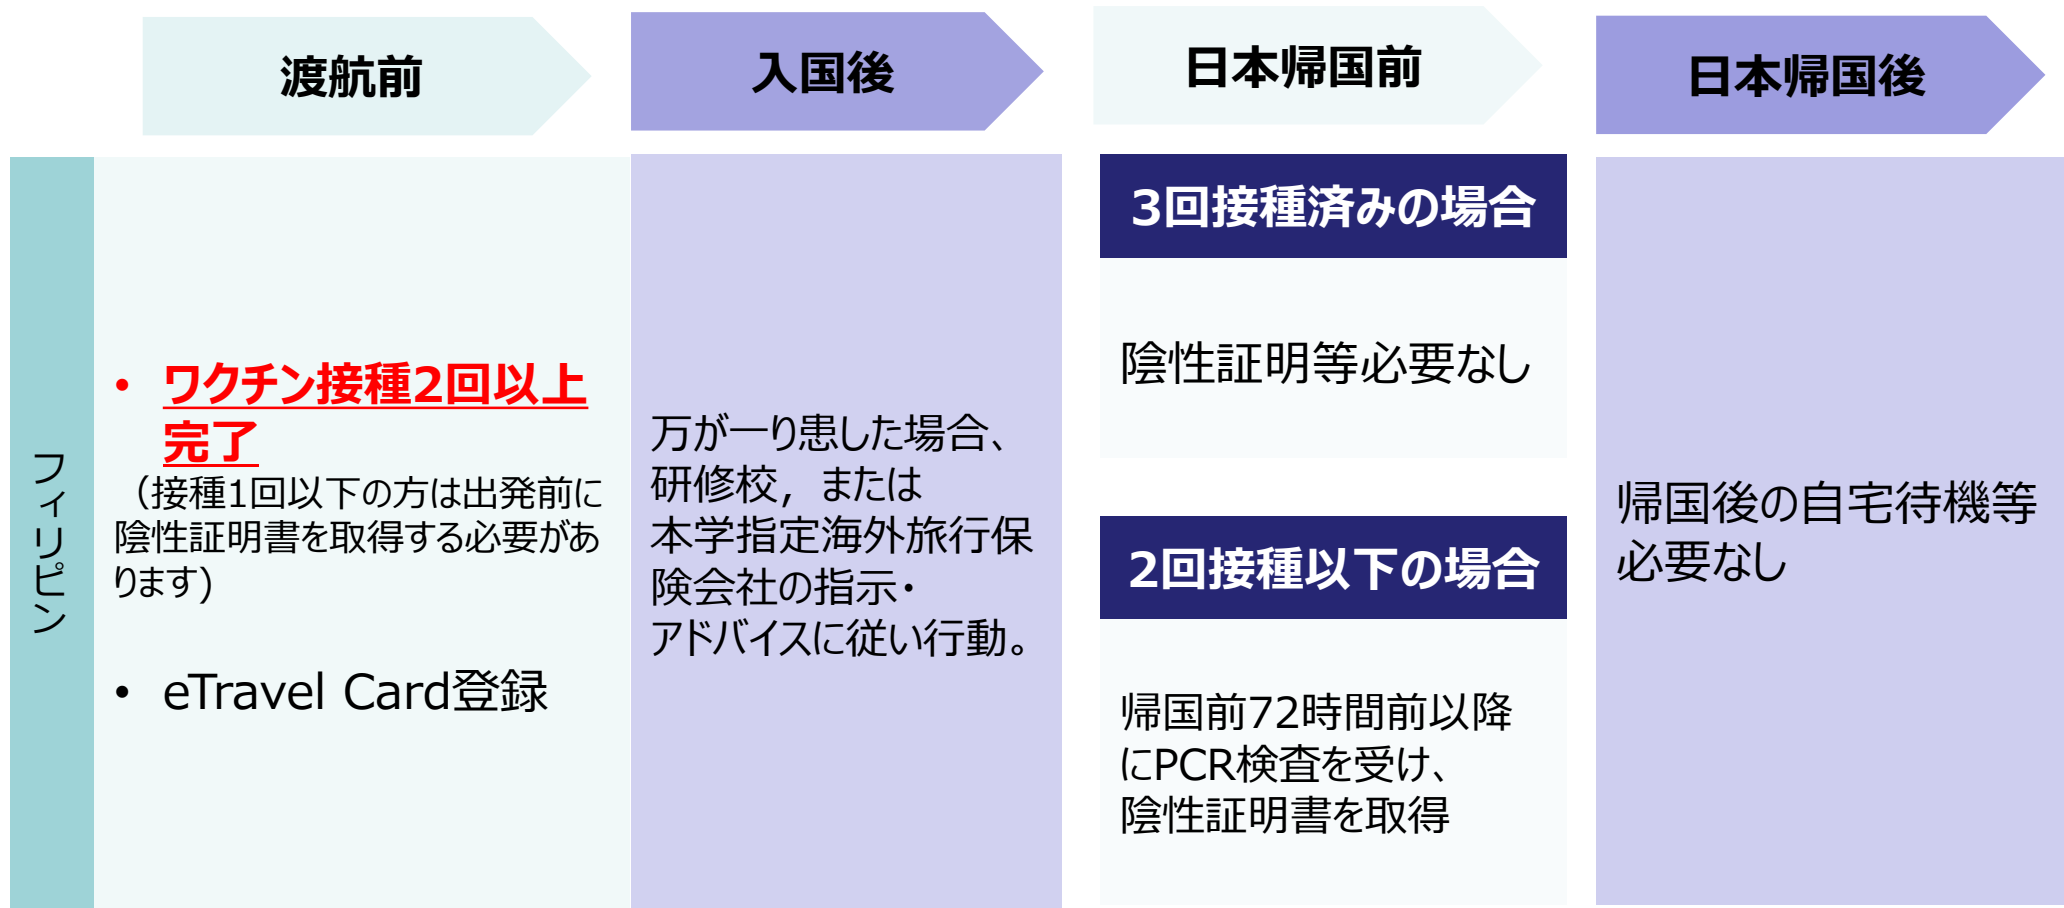 渡航前
入国後
日本帰国前
日本帰国後
フィリピン
• ワクチン接種2回以上
完了
（接種1回以下の方は出発前に
陰性証明書を取得する必要があ
ります)
• eTravel Card登録
万が一り患した場合、
研修校，または
本学指定海外旅行保
険会社の指示・
アドバイスに従い行動。
3回接種済みの場合
陰性証明等必要なし
2回接種以下の場合
帰国前72時間前以降
にPCR検査を受け、
陰性証明書を取得
帰国後の自宅待機等
必要なし